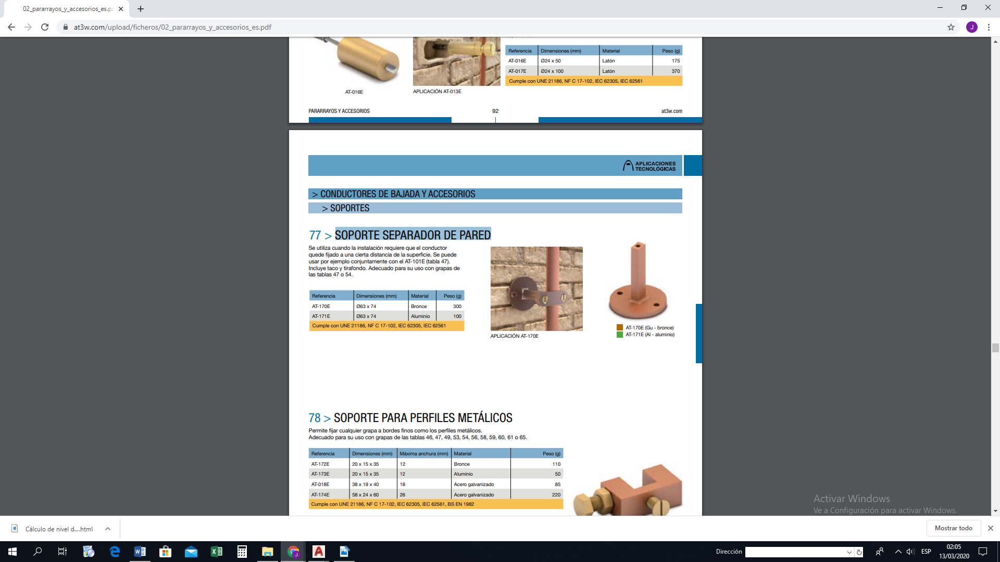 02_pararrayos_y_accesorios_es.p
at3w.com/upload/ficheros/02_pararrayos_y_accesorios_es.pdf
J
Referencia Dimensiones (mm) Material Peso (g)
AT-016E Ø24 x 50 Latón 175
AT-017E Ø24 x 100 Latón 370
Cumple con UNE 21186, NF C 17-102, IEC 62305, IEC 62561
AT-016E
APLICACIÓN AT-013E
PARARRAYOS Y ACCESORIOS 92 at3w.com
APLICACIONES
TECNOLÓGICAS
> CONDUCTORES DE BAJADA Y ACCESORIOS
> SOPORTES
77 > SOPORTE SEPARADOR DE PARED
Se utiliza cuando la instalación requiere que el conductor
quede fijado a una cierta distancia de la superficie. Se puede
usar por ejemplo conjuntamente con el AT-101E (tabla 47).
Incluye taco y tirafondo. Adecuado para su uso con grapas de
las tablas 47 o 54.
Referencia Dimensiones (mm) Material Peso (g)
AT-170E Ø63 x 74 Bronce 300
AT-171E Ø63 x 74 Aluminio 100
Cumple con UNE 21186, NF C 17-102, IEC 62305, IEC 62561
APLICACIÓN AT-170E
AT-170E (Gu - bronce)
AT-171E (Al - aluminio)
78 > SOPORTE PARA PERFILES METÁLICOS
Permite fijar cualquier grapa a bordes finos como los perfiles metálicos.
Adecuado para su uso con grapas de las tablas 46, 47, 49, 53, 54, 56, 58, 59, 60, 61 o 65.
Referencia Dimensiones (mm) Máxima anchura (mm) Material Peso (g)
AT-172E 20 x 15 x 35 12 Bronce 110
AT-173E 20 x 15 x 35 12 Aluminio 50
AT-018E 38 x 19 x 40 18 Acero galvanizado 85
AT-174E 58 x 24 x 60 26 Acero galvanizado 220
Cumple con UNE 21186, NF C 17-102, IEC 62305, IEC 62561, BS EN 1982
Activar Windows
Ve a Configuración para activar Windows.
Cálculo de nivel d....html
Mostrar todo
Dirección
ESP
02:05
13/03/2020